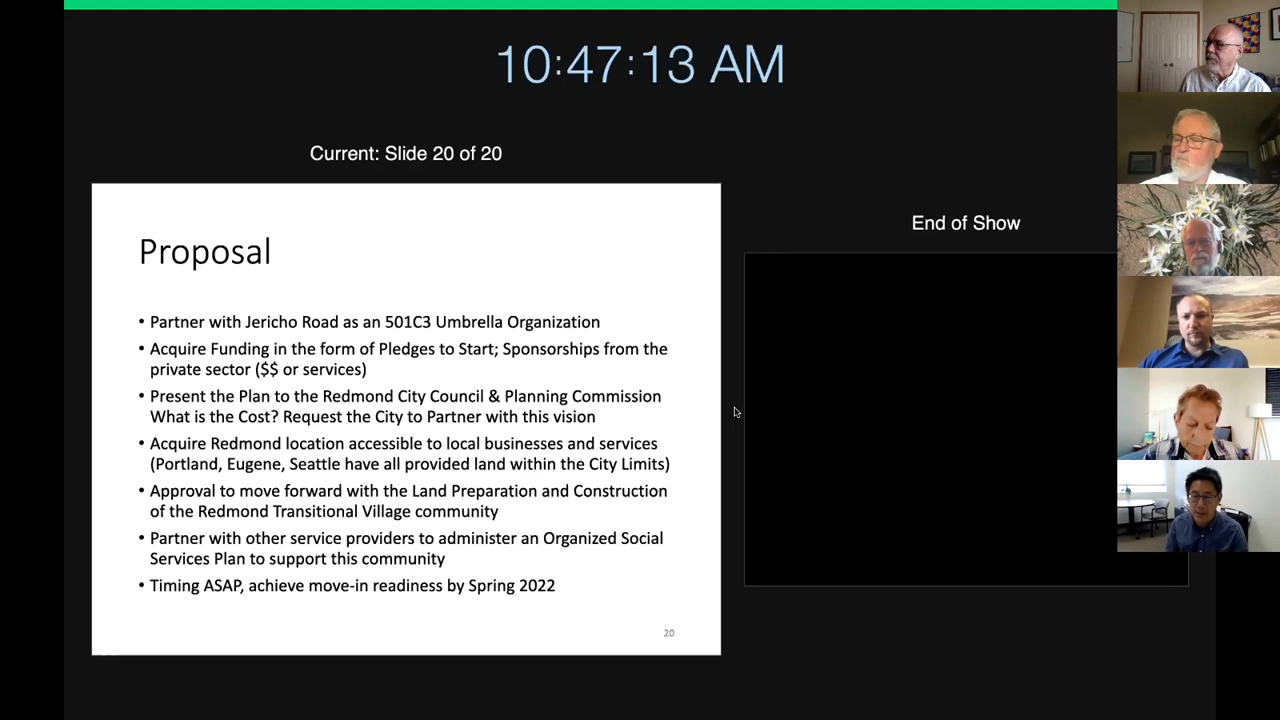 10:47:13 AM
Current: Slide 20 of 20
End of Show
Proposal
• Partner with Jericho Road as an 501C3 Umbrella Organization
• Acquire Funding in the form of Pledges to Start; Sponsorships from the
private sector ($$ or services)
• Present the Plan to the Redmond City Council & Planning Commission
What is the Cost? Request the City to Partner with this vision
• Acquire Redmond location accessible to local businesses and services
(Portland, Eugene, Seattle have all provided land within the City Limits)
• Approval to move forward with the Land Preparation and Construction
of the Redmond Transitional Village community
• Partner with other service providers to administer an Organized Social
Services Plan to support this community
• Timing ASAP, achieve move-in readiness by Spring 2022
20